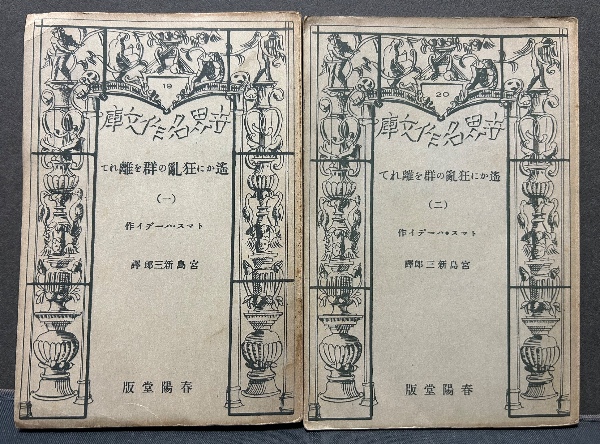 19
世界名作文庫
遙かに狂亂の群を離れて
(一)
トマス・ハーデイ作
宮島新三郎譯
春陽堂版
20
世界名作文庫
遙かに狂亂の群を離れて
(二)
トマス・ハーデイ作
宮島新三郎譯
春陽堂版